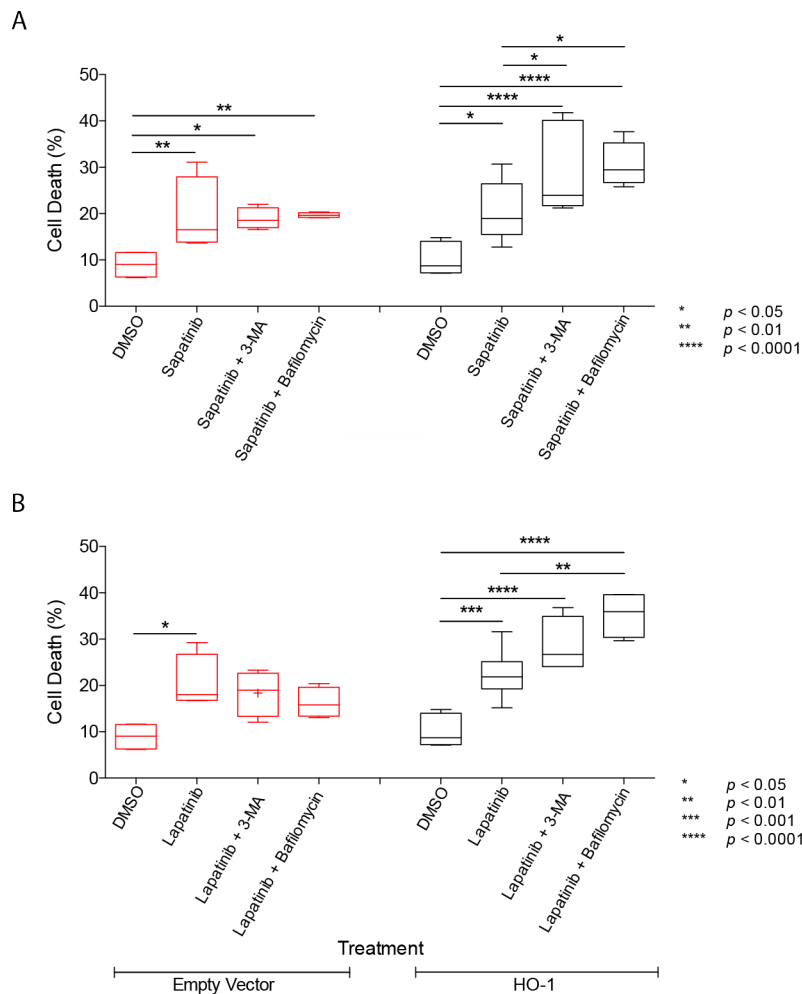 A
* 
*
****
****
*
**
*
**
50
40
30
20
10
0
Cell Death (%)
DMSO
Sapatinib
Sapatinib + 3-MA
Sapatinib + Bafilomycin
DMSO
Sapatinib
Sapatinib + 3-MA
Sapatinib + Bafilomycin
* p < 0.05
** p < 0.01
**** p < 0.0001
B
****
**
****
***
*
50
40
30
20
10
0
Cell Death (%)
DMSO
Lapatinib
Lapatinib + 3-MA
Lapatinib + Bafilomycin
DMSO
Lapatinib
Lapatinib + 3-MA
Lapatinib + Bafilomycin
* p < 0.05
** p < 0.01
*** p < 0.001
**** p < 0.0001
Treatment
Empty Vector
HO-1